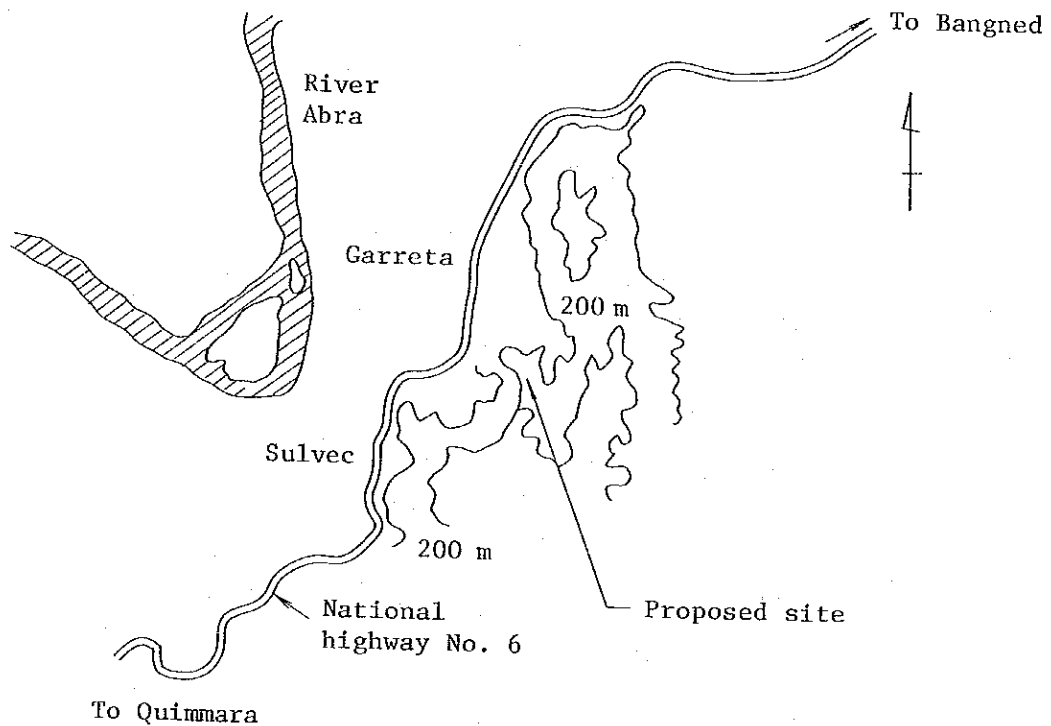 To Bangned
River
Abra
Garreta
200 m
Sulvec
200 m
National
highway No. 6
Proposed site
To Quimmara